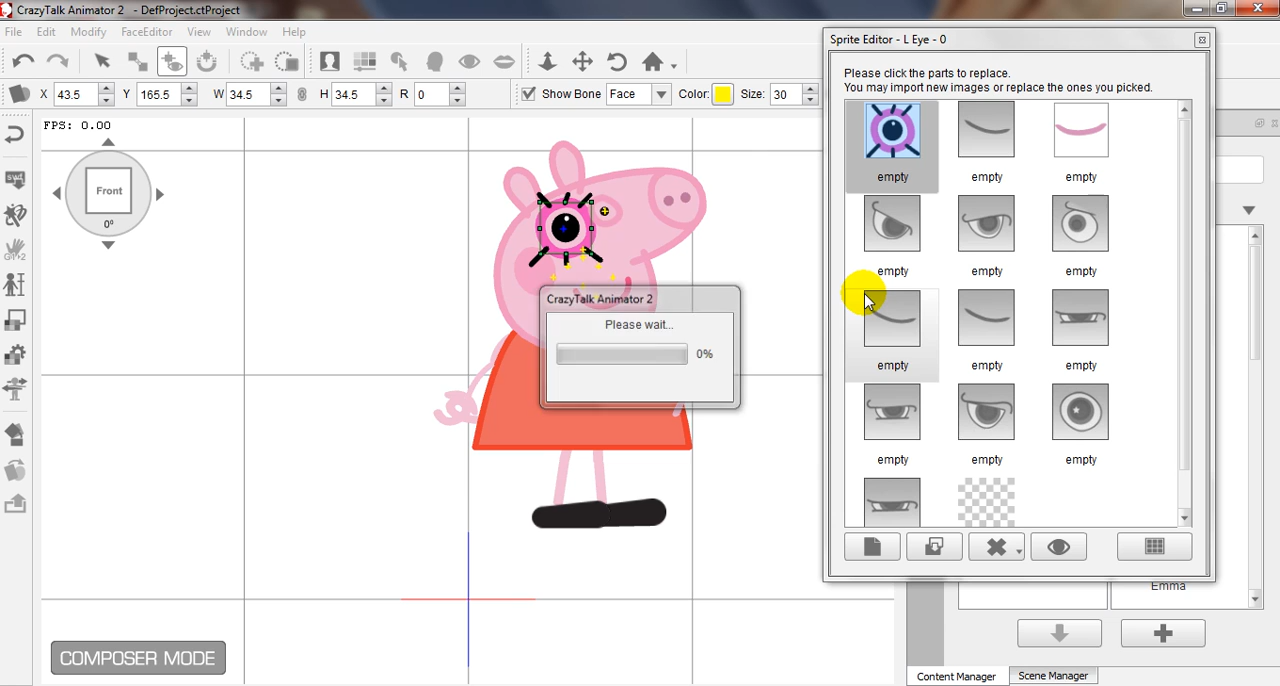 CrazyTalk Animator 2 - DefProject.ctProject
File Edit Modify FaceEditor View Window Help
X 43.5 Y 165.5 W 34.5 H 34.5 R 0 Show Bone Face Color: Size: 30
FPS: 0.00
Front
0º
Sprite Editor - L Eye - 0
Please click the parts to replace.
You may import new images or replace the ones you picked.
empty empty empty
empty empty empty
empty empty empty
empty empty empty
CrazyTalk Animator 2
Please wait...
0%
Emma
COMPOSER MODE
Content Manager Scene Manager